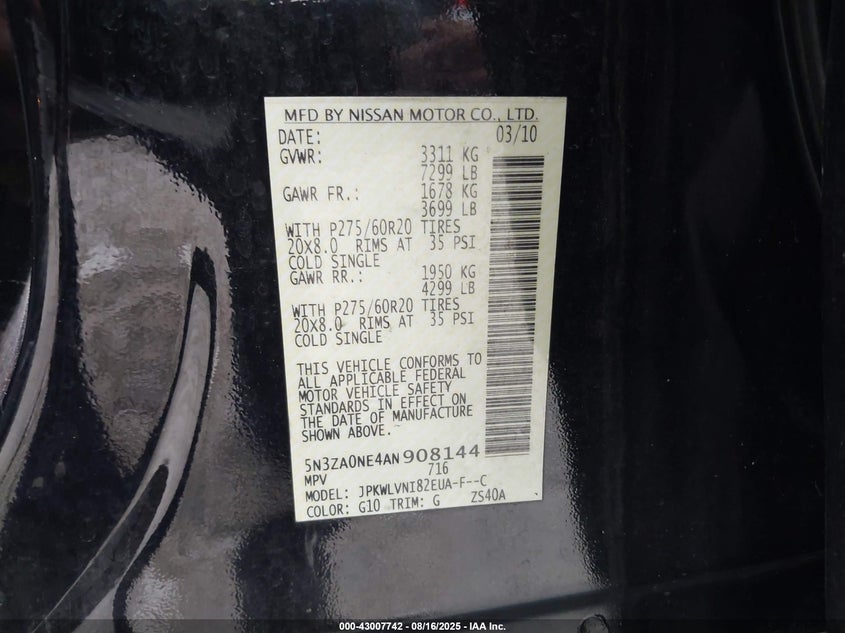 MFD BY NISSAN MOTOR CO., LTD.
DATE: 03/10
GVWR: 3311 KG
7299 LB
GAWR FR.: 1678 KG
3699 LB
WITH P275/60R20 TIRES
20X8.0 RIMS AT 35 PSI
COLD SINGLE
GAWR RR.: 1950 KG
4299 LB
WITH P275/60R20 TIRES
20X8.0 RIMS AT 35 PSI
COLD SINGLE
THIS VEHICLE CONFORMS TO
ALL APPLICABLE FEDERAL
MOTOR VEHICLE SAFETY
STANDARDS IN EFFECT ON
THE DATE OF MANUFACTURE
SHOWN ABOVE.
5N3ZA0NE4AN908144
MPV 716
MODEL: JPKWLVNI82EUA-F--C
COLOR: G10 TRIM: G ZS40A
000-43007742 - 08/16/2025 - IAA Inc.